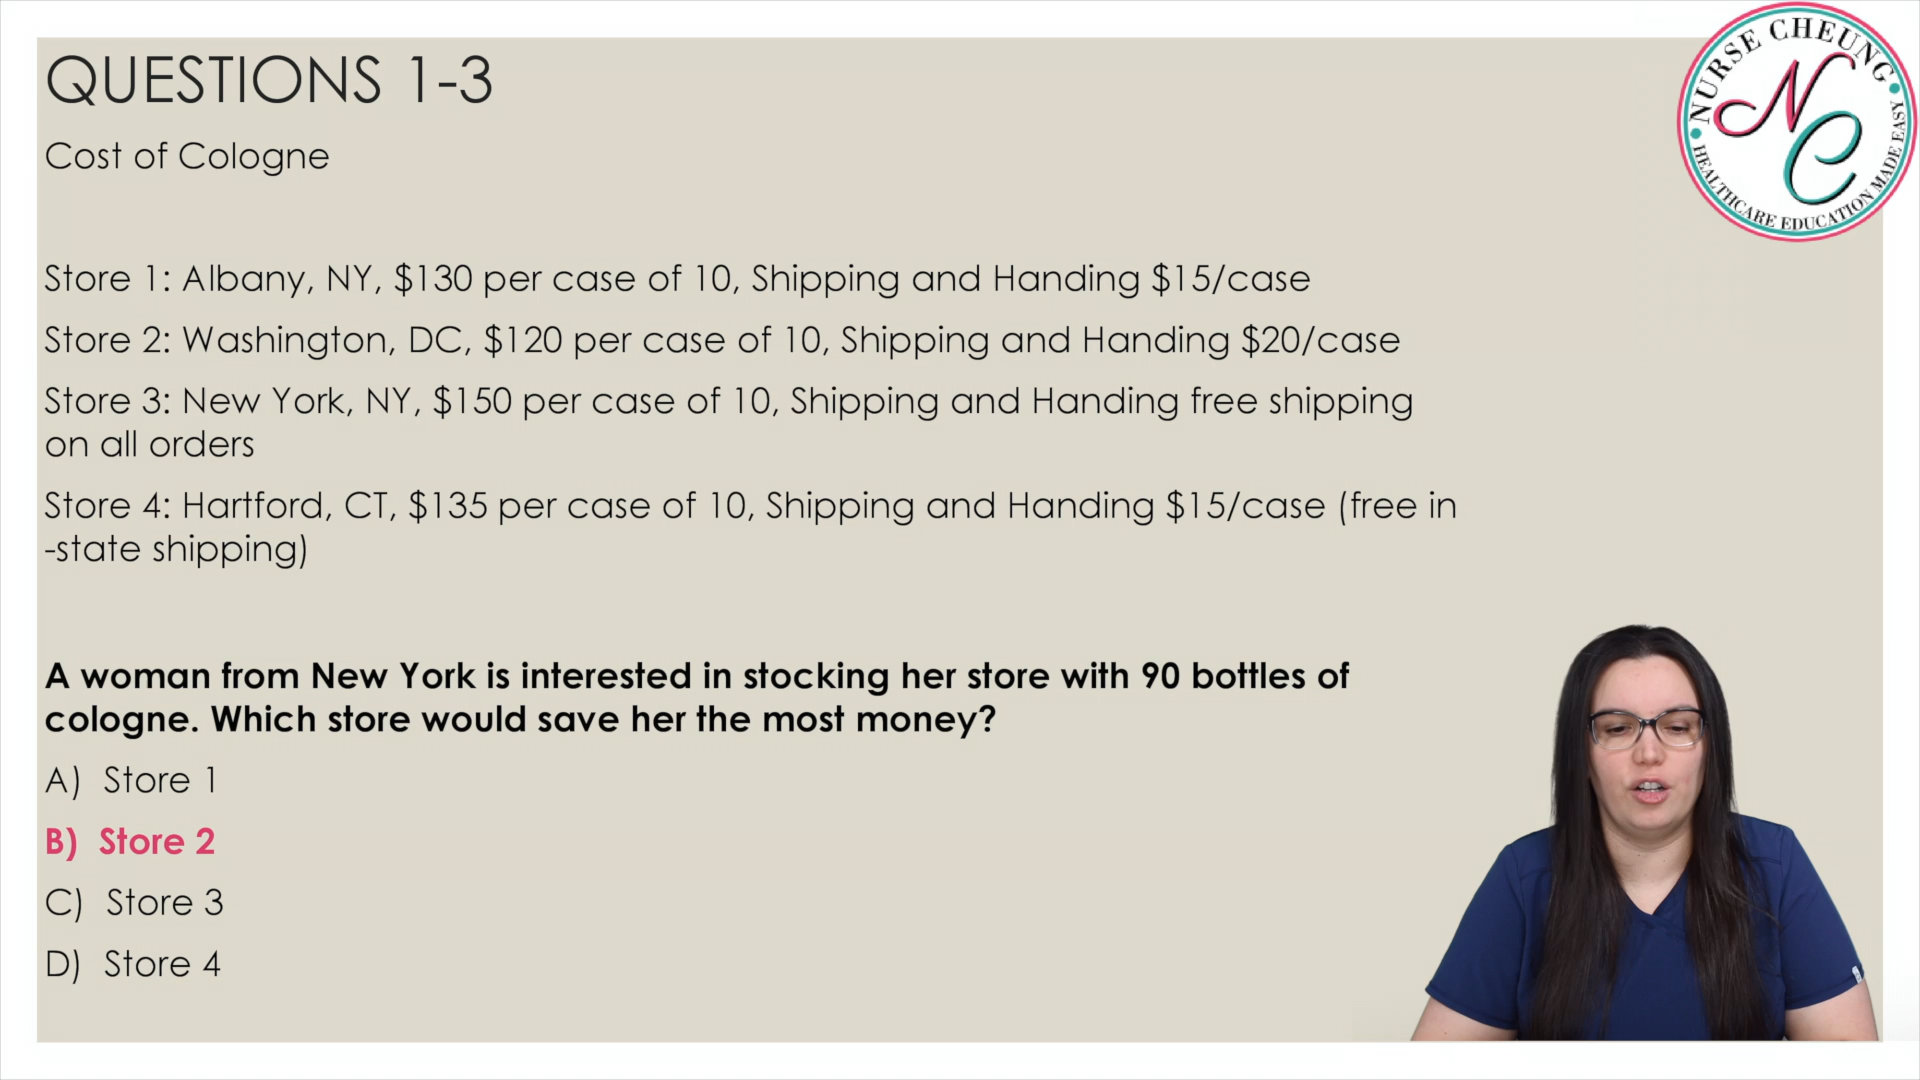 QUESTIONS 1-3
Cost of Cologne
Store 1: Albany, NY, $130 per case of 10, Shipping and Handing $15/case
Store 2: Washington, DC, $120 per case of 10, Shipping and Handing $20/case
Store 3: New York, NY, $150 per case of 10, Shipping and Handing free shipping
on all orders
Store 4: Hartford, CT, $135 per case of 10, Shipping and Handing $15/case (free in
-state shipping)
A woman from New York is interested in stocking her store with 90 bottles of
cologne. Which store would save her the most money?
A) Store 1
B) Store 2
C) Store 3
D) Store 4
NURSE CHEUNG
NC
HEALTHCARE EDUCATION MADE EASY